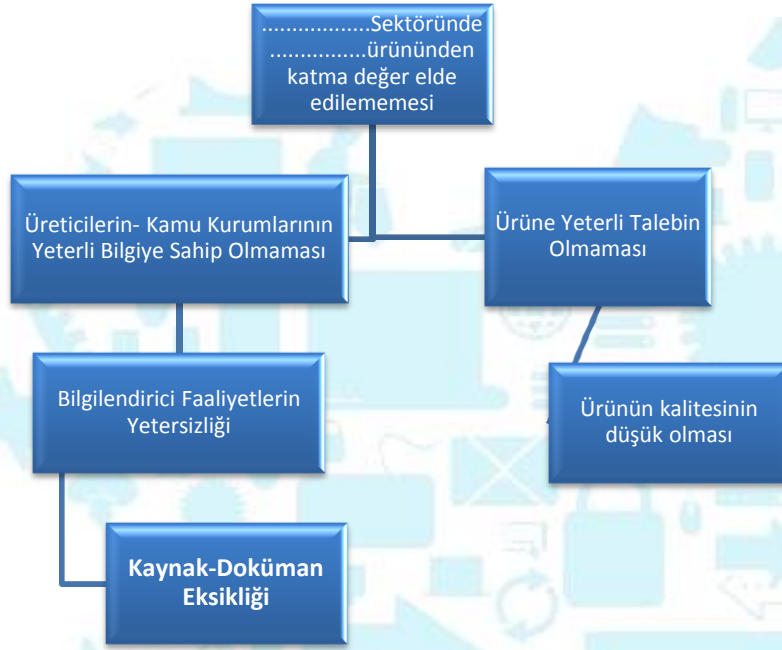 ..................Sektöründe
................ürününden
katma değer elde
edilememesi
Üreticilerin- Kamu Kurumlarının
Yeterli Bilgiye Sahip Olmaması
Ürüne Yeterli Talebin
Olmaması
Bilgilendirici Faaliyetlerin
Yetersizliği
Ürünün kalitesinin
düşük olması
Kaynak-Doküman
Eksikliği